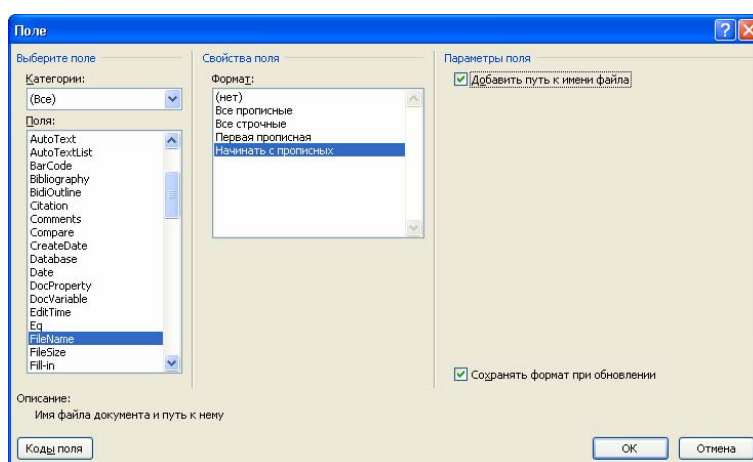 Поле
Выберите поле
Категории:
(Все)
Поля:
AutoText
AutoTextList
BarCode
Bibliography
BidiOutline
Citation
Comments
Compare
CreateDate
Database
Date
DocProperty
DocVariable
EditTime
Eq
FileName
FileSize
Fill-in
Свойства поля
Формат:
(нет)
Все прописные
Все строчные
Первая прописная
Начинать с прописных
Параметры поля
Добавить путь к имени файла
Сохранять формат при обновлении
Описание:
Имя файла документа и путь к нему
Коды поля
ОК
Отмена